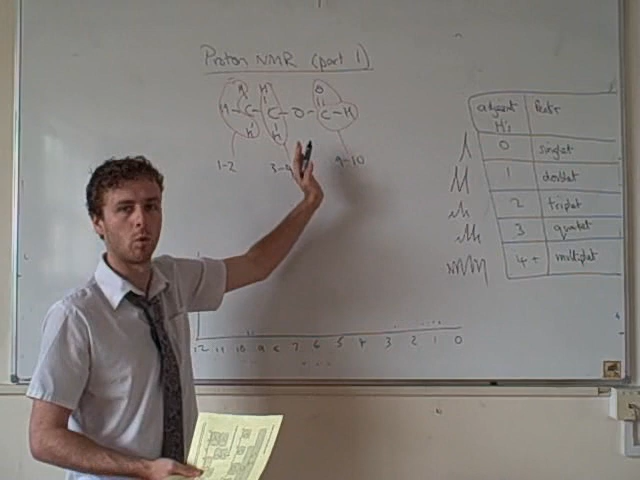 Proton NMR (part 1)
H H O
H-C-C-O-C-H
H H
1-2 3-4 9-10
adjacent H's Peak
0 singlet
1 doublet
2 triplet
3 quartet
4+ multiplet
12 11 10 9 8 7 6 5 4 3 2 1 0